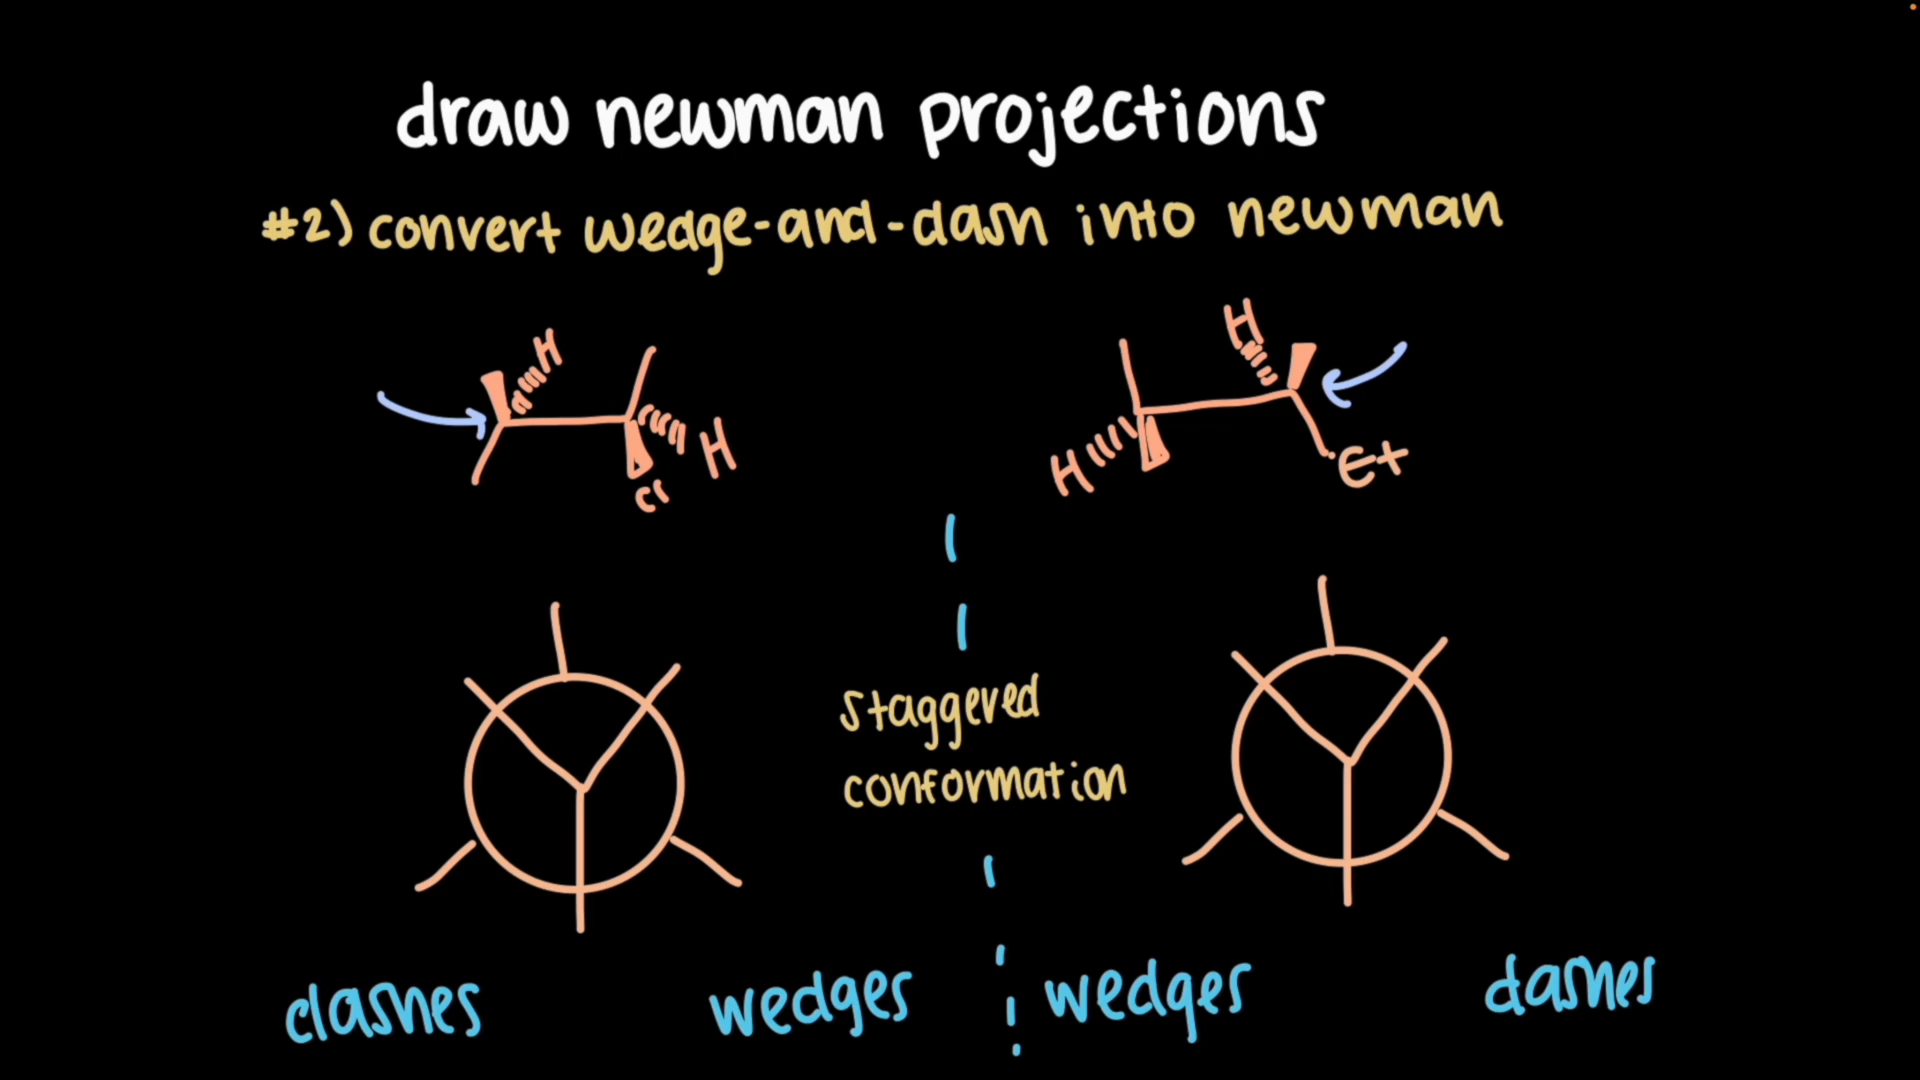 draw newman projections
#2) convert wedge-and-dash into newman
H
H
Cl
H
H
Et
staggered
conformation
dashes
wedges
wedges
dashes